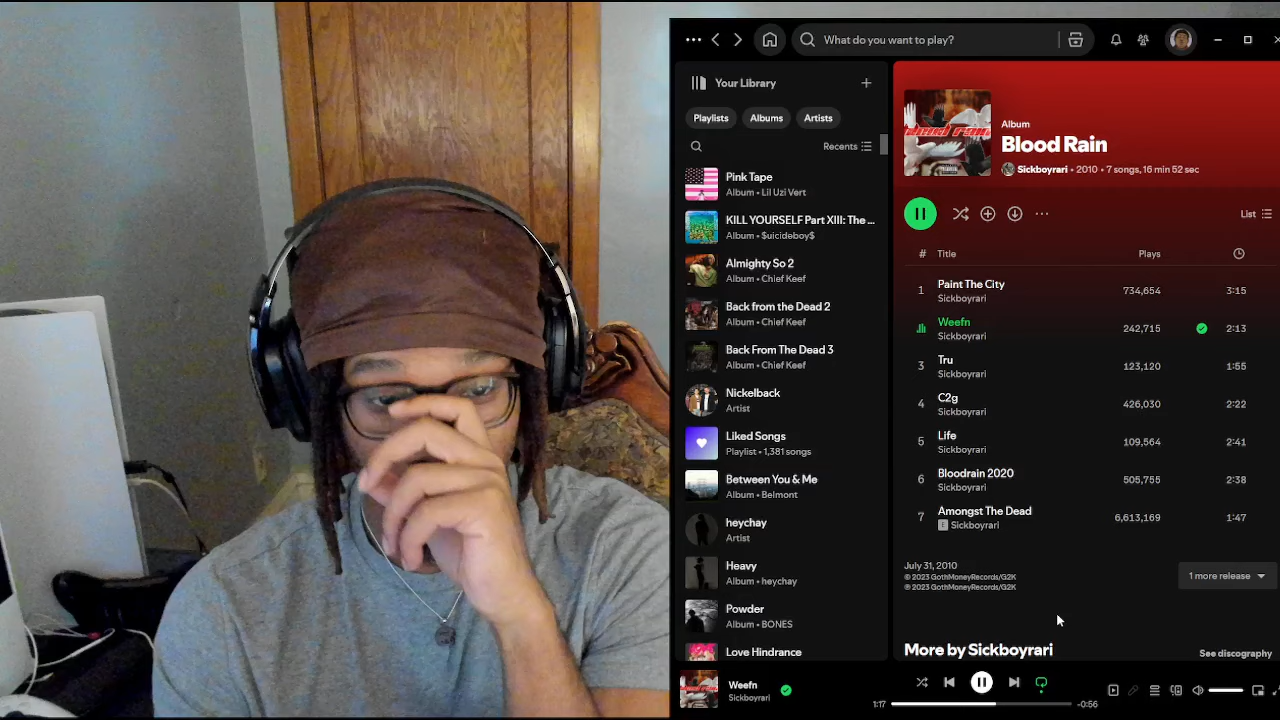 What do you want to play?
Your Library
Playlists
Albums
Artists
Recents
Pink Tape
Album • Lil Uzi Vert
KILL YOURSELF Part XIII: The ...
Album • $uicideboy$
Almighty So 2
Album • Chief Keef
Back from the Dead 2
Album • Chief Keef
Back From The Dead 3
Album • Chief Keef
Nickelback
Artist
Liked Songs
Playlist • 1,381 songs
Between You & Me
Album • Belmont
heychay
Artist
Heavy
Album • heychay
Powder
Album • BONES
Love Hindrance
Album
Blood Rain
Sickboyrari • 2010 • 7 songs, 16 min 52 sec
List
# Title Plays
1 Paint The City 734,654 3:15
Sickboyrari
Weefn 242,715 2:13
Sickboyrari
3 Tru 123,120 1:55
Sickboyrari
4 C2g 426,030 2:22
Sickboyrari
5 Life 109,564 2:41
Sickboyrari
6 Bloodrain 2020 505,755 2:38
Sickboyrari
7 Amongst The Dead 6,613,169 1:47
E Sickboyrari
July 31, 2010
© 2023 GothMoneyRecords/G2K
℗ 2023 GothMoneyRecords/G2K
1 more release
More by Sickboyrari
See discography
Weefn
Sickboyrari
1:17
-0:56